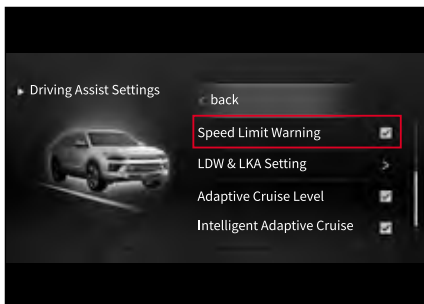 Driving Assist Settings
back
Speed Limit Warning
LDW & LKA Setting
Adaptive Cruise Level
Intelligent Adaptive Cruise